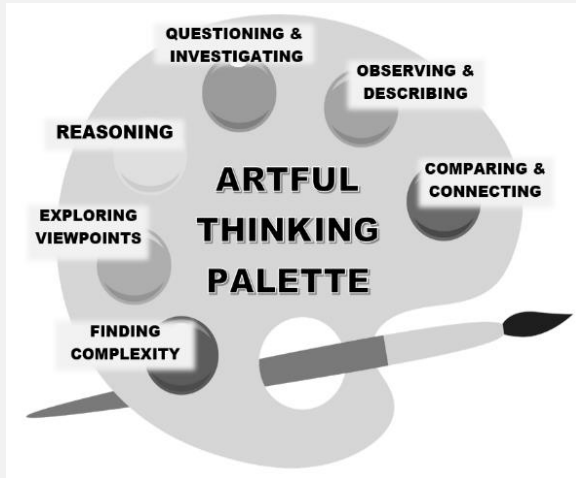 QUESTIONING &
INVESTIGATING
OBSERVING &
DESCRIBING
REASONING
COMPARING &
CONNECTING
ARTFUL
THINKING
PALETTE
EXPLORING
VIEWPOINTS
FINDING
COMPLEXITY